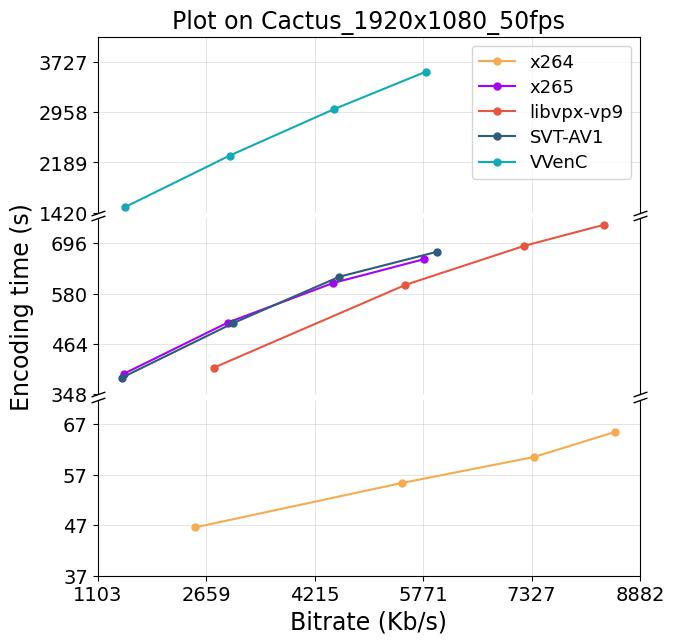 Plot on Cactus_1920x1080_50fps
x264
x265
libvpx-vp9
SVT-AV1
VVenC
Encoding time (s)
3727
2958
2189
1420
696
580
464
348
67
57
47
37
1103 2659 4215 5771 7327 8882
Bitrate (Kb/s)